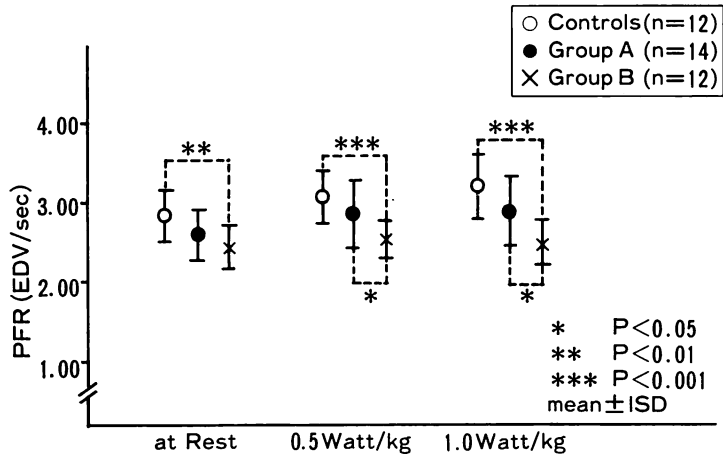 ○ Controls (n=12)
● Group A (n=14)
× Group B (n=12)
PFR (EDV/sec)
4.00
3.00
2.00
1.00
**
***
***
*
*
* P<0.05
** P<0.01
*** P<0.001
mean±ISD
at Rest 0.5Watt/kg 1.0Watt/kg